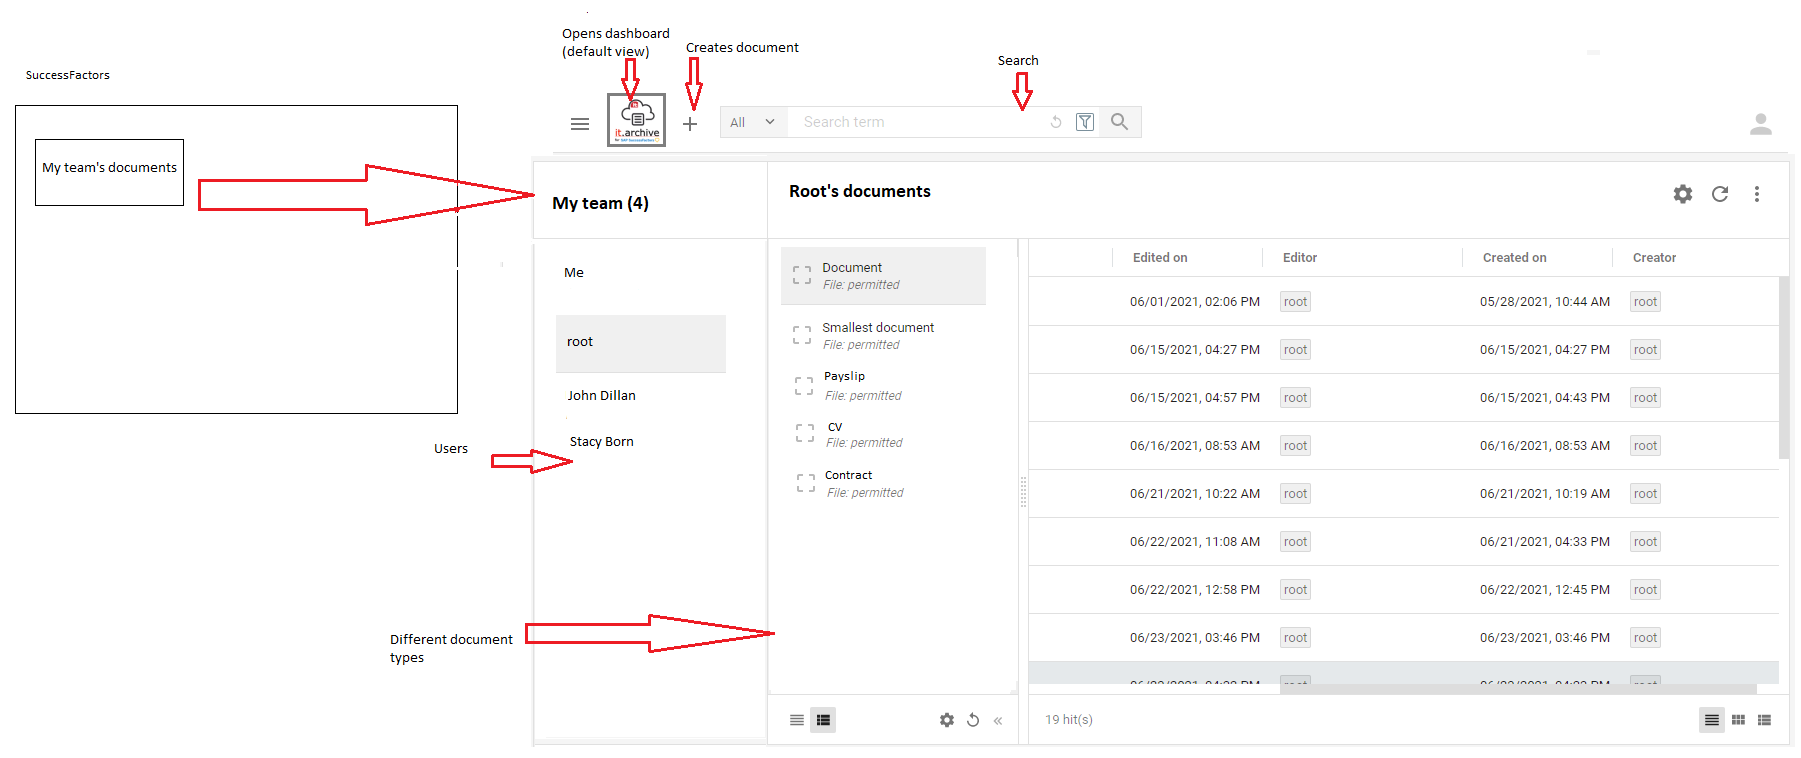 Opens dashboard
(default view)
Creates document
Search
SuccessFactors
it.archive
All
Search term
My team's documents
My team (4)
Root's documents
Me
root
John Dillan
Stacy Born
Users
Different document
types
Document
File: permitted
Smallest document
File: permitted
Payslip
File: permitted
CV
File: permitted
Contract
File: permitted
Edited on Editor Created on Creator
06/01/2021, 02:06 PM root 05/28/2021, 10:44 AM root
06/15/2021, 04:27 PM root 06/15/2021, 04:27 PM root
06/15/2021, 04:57 PM root 06/15/2021, 04:43 PM root
06/16/2021, 08:53 AM root 06/16/2021, 08:53 AM root
06/21/2021, 10:22 AM root 06/21/2021, 10:19 AM root
06/22/2021, 11:08 AM root 06/21/2021, 04:33 PM root
06/22/2021, 12:58 PM root 06/22/2021, 12:45 PM root
06/23/2021, 03:46 PM root 06/23/2021, 03:46 PM root
19 hit(s)